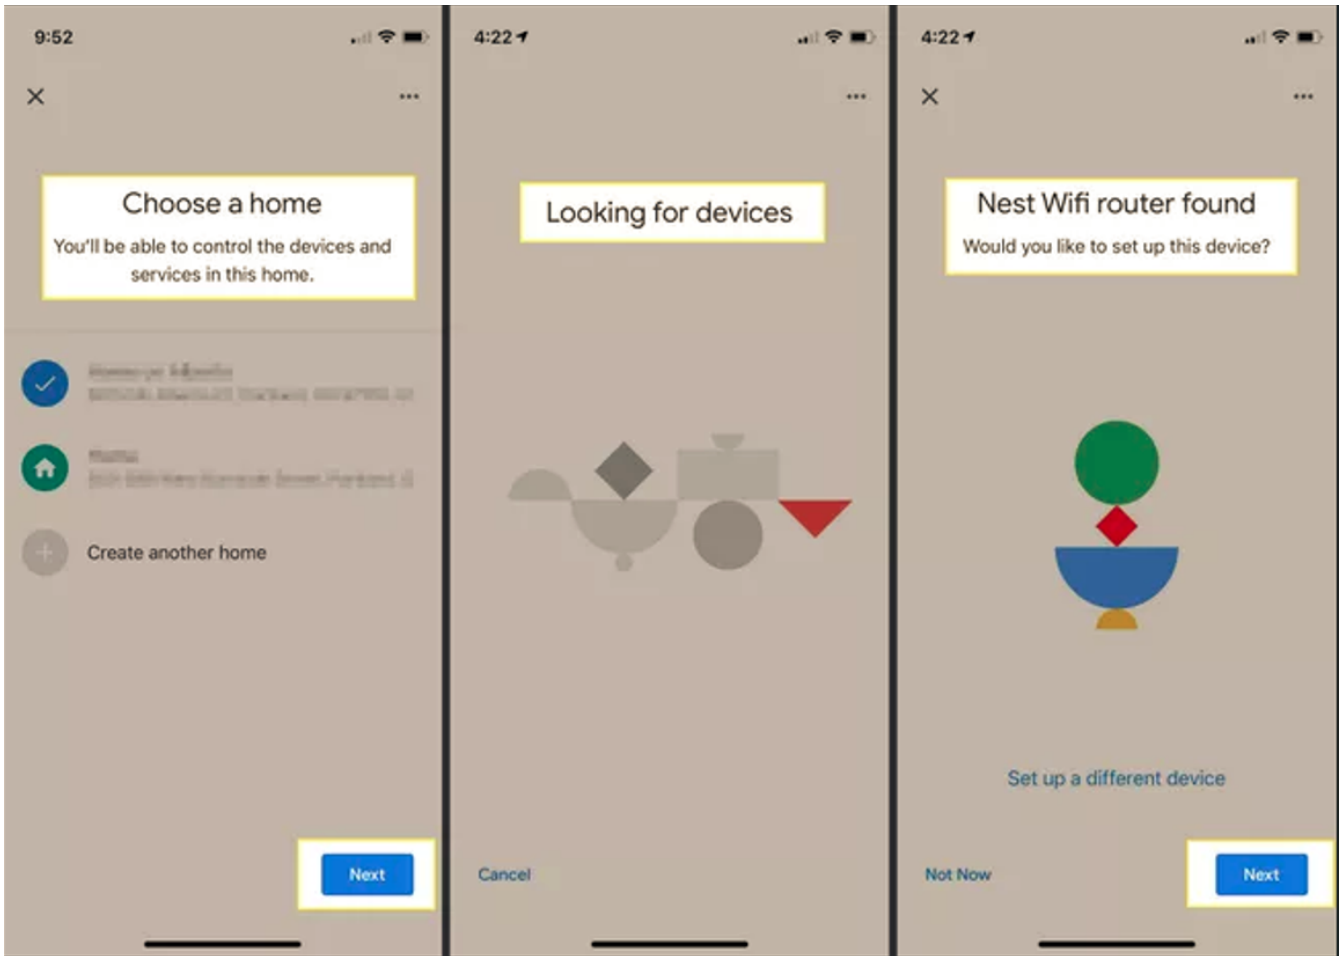 9:52
Choose a home
You'll be able to control the devices and
services in this home.
Create another home
Next
4:22
Looking for devices
Cancel
4:22
Nest Wifi router found
Would you like to set up this device?
Set up a different device
Not Now
Next